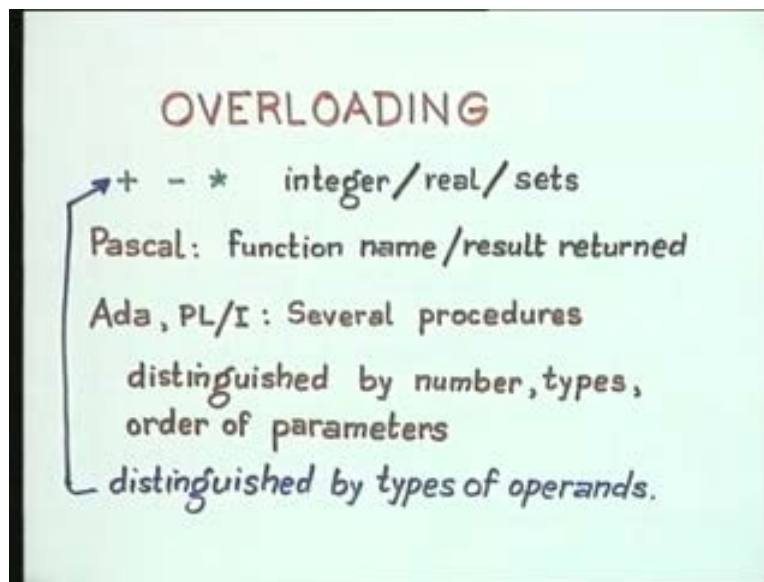 OVERLOADING
+ - * integer/real/sets
Pascal: function name/result returned
Ada, PL/I: Several procedures
distinguished by number, types,
order of parameters
distinguished by types of operands.